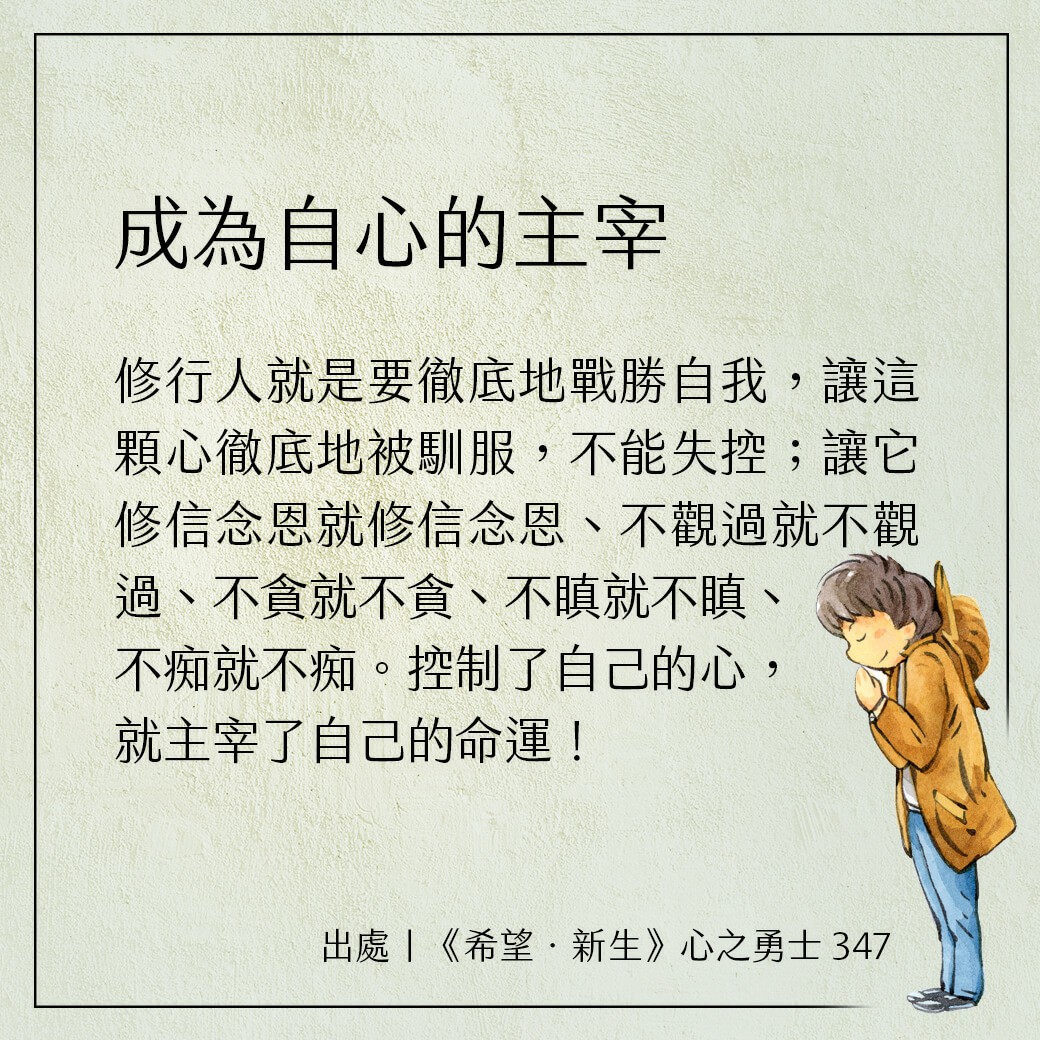 成為自心的主宰
修行人就是要徹底地戰勝自我，讓這
顆心徹底地被馴服，不能失控；讓它
修信念恩就修信念恩、不觀過就不觀
過、不貪就不貪、不瞋就不瞋、
不痴就不痴。控制了自己的心，
就主宰了自己的命運！
出處｜《希望．新生》心之勇士 347